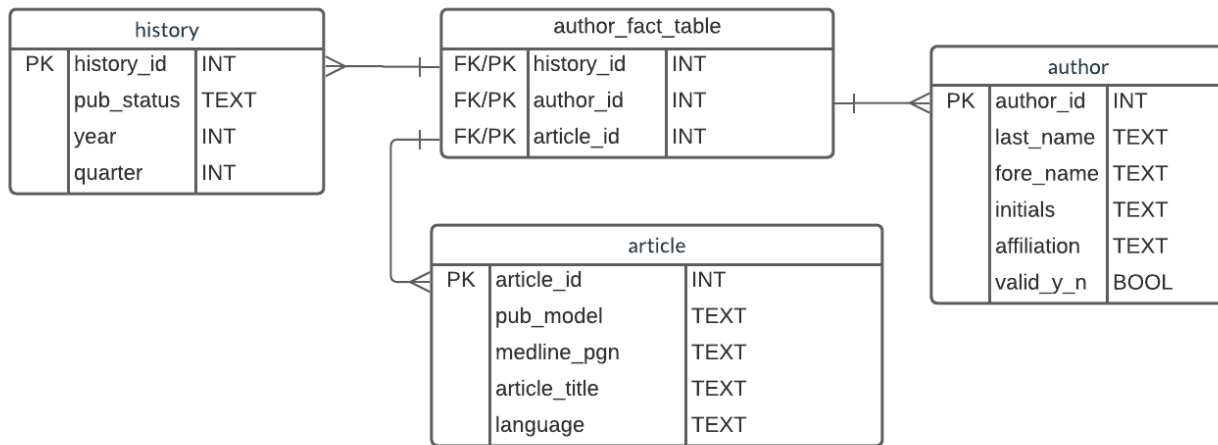 history
PK history_id INT
pub_status TEXT
year INT
quarter INT
author_fact_table
FK/PK history_id INT
FK/PK author_id INT
FK/PK article_id INT
author
PK author_id INT
last_name TEXT
fore_name TEXT
initials TEXT
affiliation TEXT
valid_y_n BOOL
article
PK article_id INT
pub_model TEXT
medline_pgn TEXT
article_title TEXT
language TEXT